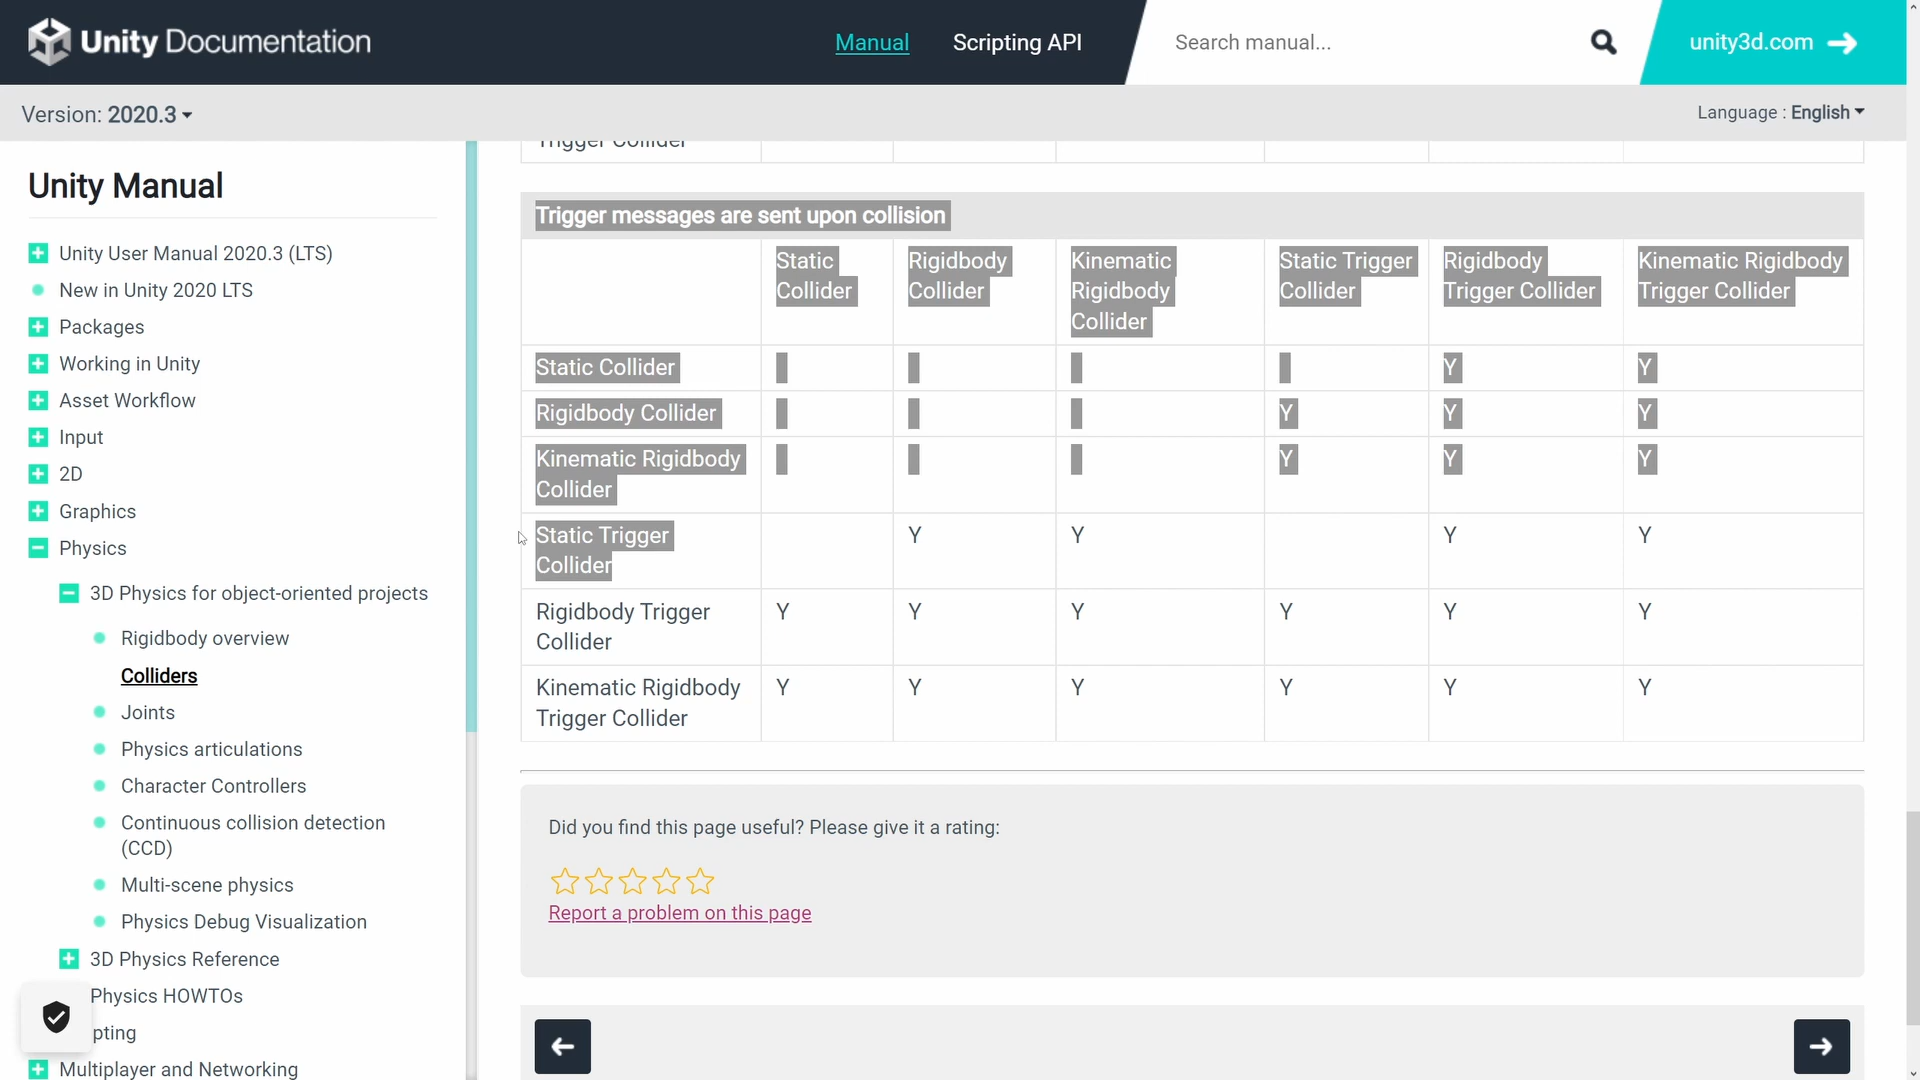 Unity Documentation
Manual
Scripting API
Search manual...
unity3d.com
Version: 2020.3
Language : English
Unity Manual
Unity User Manual 2020.3 (LTS)
New in Unity 2020 LTS
Packages
Working in Unity
Asset Workflow
Input
2D
Graphics
Physics
3D Physics for object-oriented projects
Rigidbody overview
Colliders
Joints
Physics articulations
Character Controllers
Continuous collision detection
(CCD)
Multi-scene physics
Physics Debug Visualization
3D Physics Reference
Physics HOWTOs
pting
Multiplayer and Networking
Trigger Collider
Trigger messages are sent upon collision
Static
Collider
Rigidbody
Collider
Kinematic
Rigidbody
Collider
Static Trigger
Collider
Rigidbody
Trigger Collider
Kinematic Rigidbody
Trigger Collider
Static Collider Y Y
Rigidbody Collider Y Y Y
Kinematic Rigidbody
Collider
Y Y Y
Static Trigger
Collider
Y Y Y Y
Rigidbody Trigger
Collider
Y Y Y Y Y Y
Kinematic Rigidbody
Trigger Collider
Y Y Y Y Y Y
Did you find this page useful? Please give it a rating:
Report a problem on this page